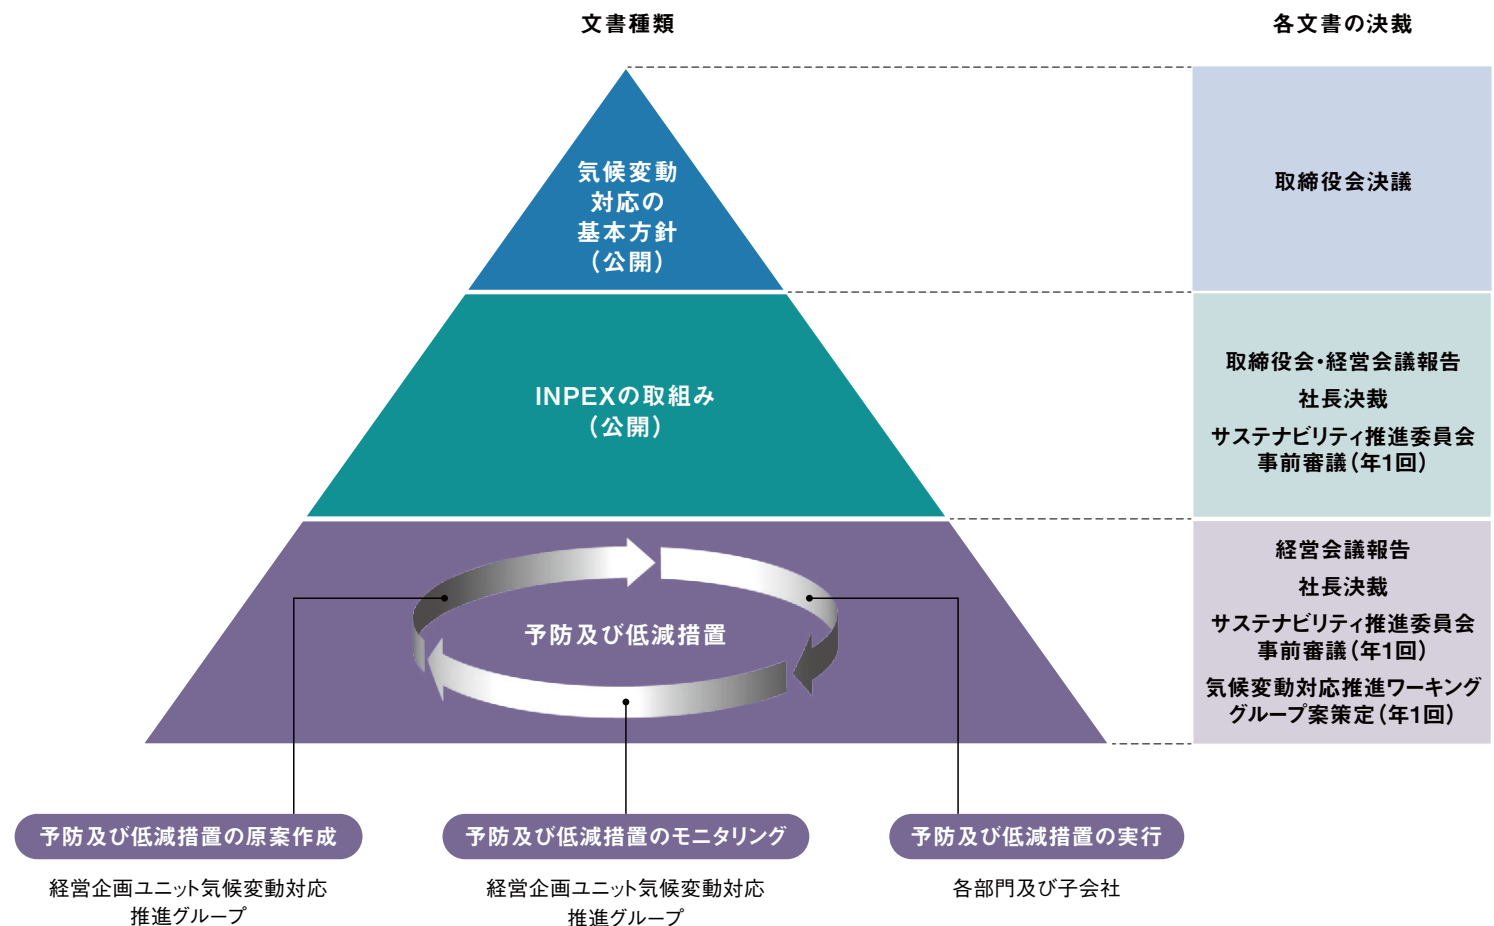 文書種類
各文書の決裁
気候変動
対応の
基本方針
（公開）
取締役会決議
INPEXの取組み
（公開）
取締役会・経営会議報告
社長決裁
サステナビリティ推進委員会
事前審議（年1回）
予防及び低減措置
経営会議報告
社長決裁
サステナビリティ推進委員会
事前審議（年1回）
気候変動対応推進ワーキング
グループ案策定（年1回）
予防及び低減措置の原案作成
経営企画ユニット気候変動対応
推進グループ
予防及び低減措置のモニタリング
経営企画ユニット気候変動対応
推進グループ
予防及び低減措置の実行
各部門及び子会社